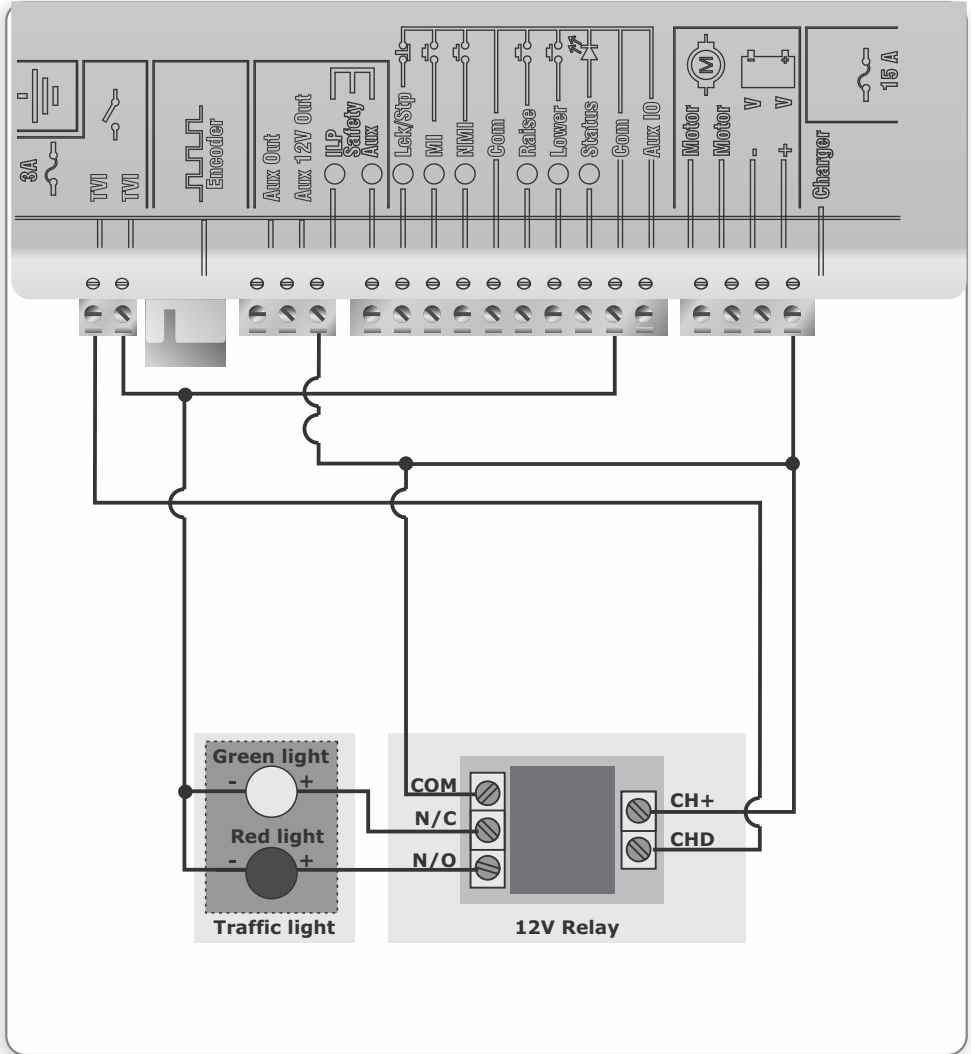 3A
TVI
TVI
Encoder
Aux Out
Aux 12V Out
ILP
Safety
Aux
Lck/Stp
MI
NMI
Com
Raise
Lower
Status
Com
Aux IO
M
Motor
Motor
V -
V +
Charger
15 A
Green light
- +
Red light
- +
Traffic light
COM
N/C
N/O
CH+
CHD
12V Relay